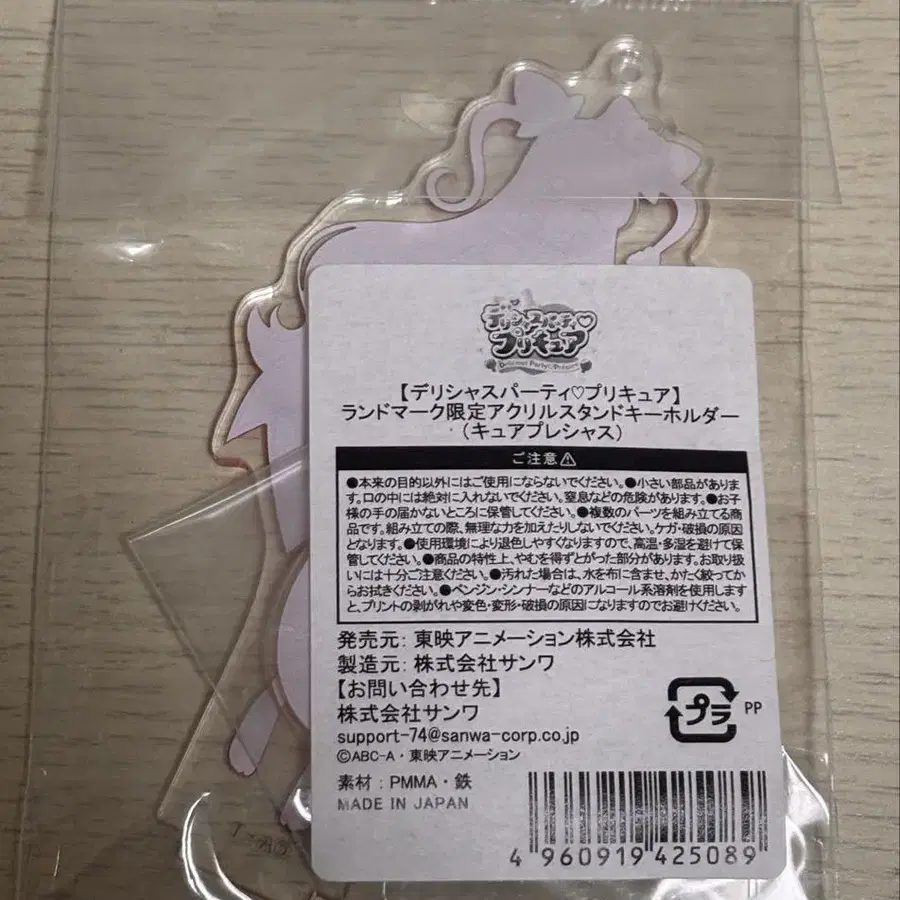 デリシャスパーティ♡
プリキュア
Delicious Party♡Precure
【デリシャスパーティ♡プリキュア】
ランドマーク限定アクリルスタンドキーホルダー
（キュアプレシャス）
ご注意⚠
●本来の目的以外にはご使用にならないでください。●小さい部品がありま
す。口の中には絶対に入れないでください。窒息などの危険があります。●お子
様の手の届かないところに保管してください。●複数のパーツを組み立てる商
品です。組み立ての際、無理な力を加えたりしないでください。ケガ・破損の原因
となります。●使用環境により退色しやすくなりますので、高温・多湿を避けて保
管してください。●商品の特性上、やむを得ずとがった部分があります。お取り扱
いには十分ご注意ください。●汚れた場合は、水を布に含ませ、かたく絞ってから
お拭きください。●ベンジン・シンナーなどのアルコール系溶剤を使用します
と、プリントの剥がれや変色・変形・破損の原因になりますのでお避けください。
発売元：東映アニメーション株式会社
製造元：株式会社サンワ
【お問い合わせ先】
株式会社サンワ
support-74@sanwa-corp.co.jp
©ABC-A・東映アニメーション
プラ PP
素材：PMMA・鉄
MADE IN JAPAN
4 960919 425089